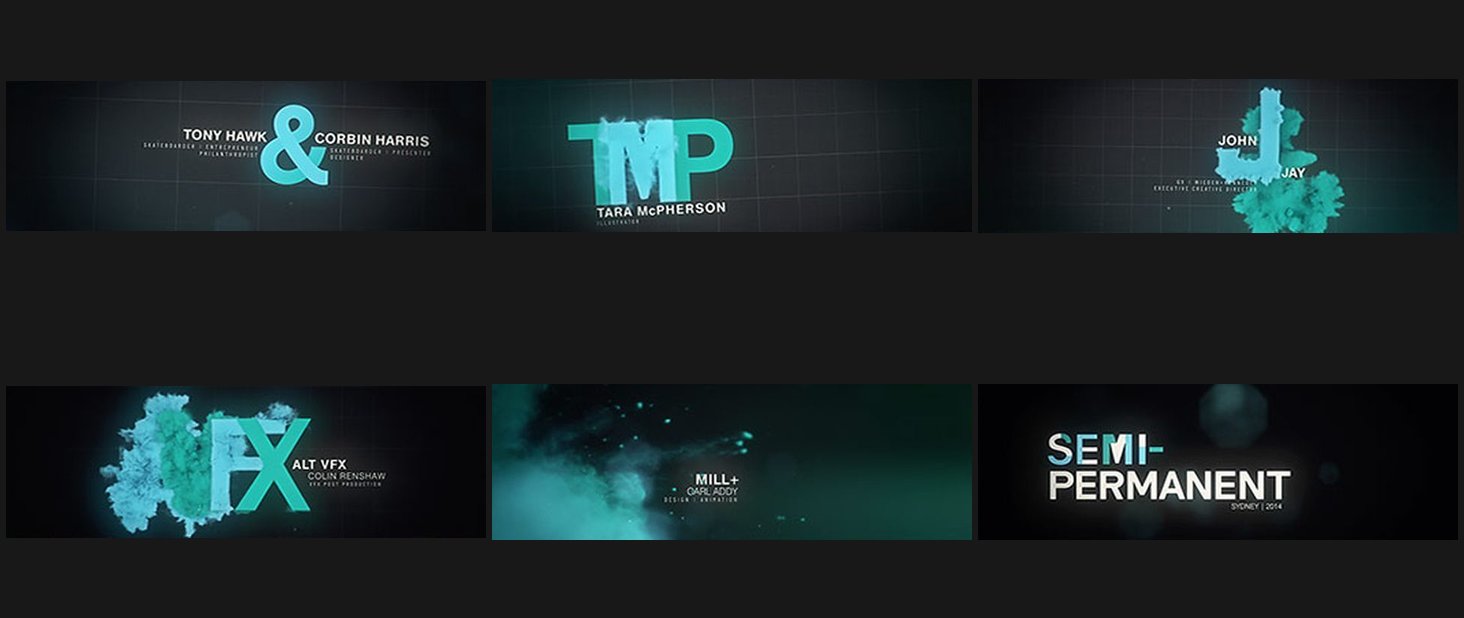 TONY HAWK
SKATEBOARDER | ENTREPRENEUR
PHILANTHROPIST
&
CORBIN HARRIS
SKATEBOARDER | PRESENTER
DESIGNER
TMP
TARA McPHERSON
ILLUSTRATOR
J
JOHN
JAY
EXECUTIVE CREATIVE DIRECTOR
FX
ALT VFX
COLIN RENSHAW
VFX POST PRODUCTION
MILL+
CARL ADDY
DESIGN | ANIMATION
SEMI-
PERMANENT
SYDNEY | 2014